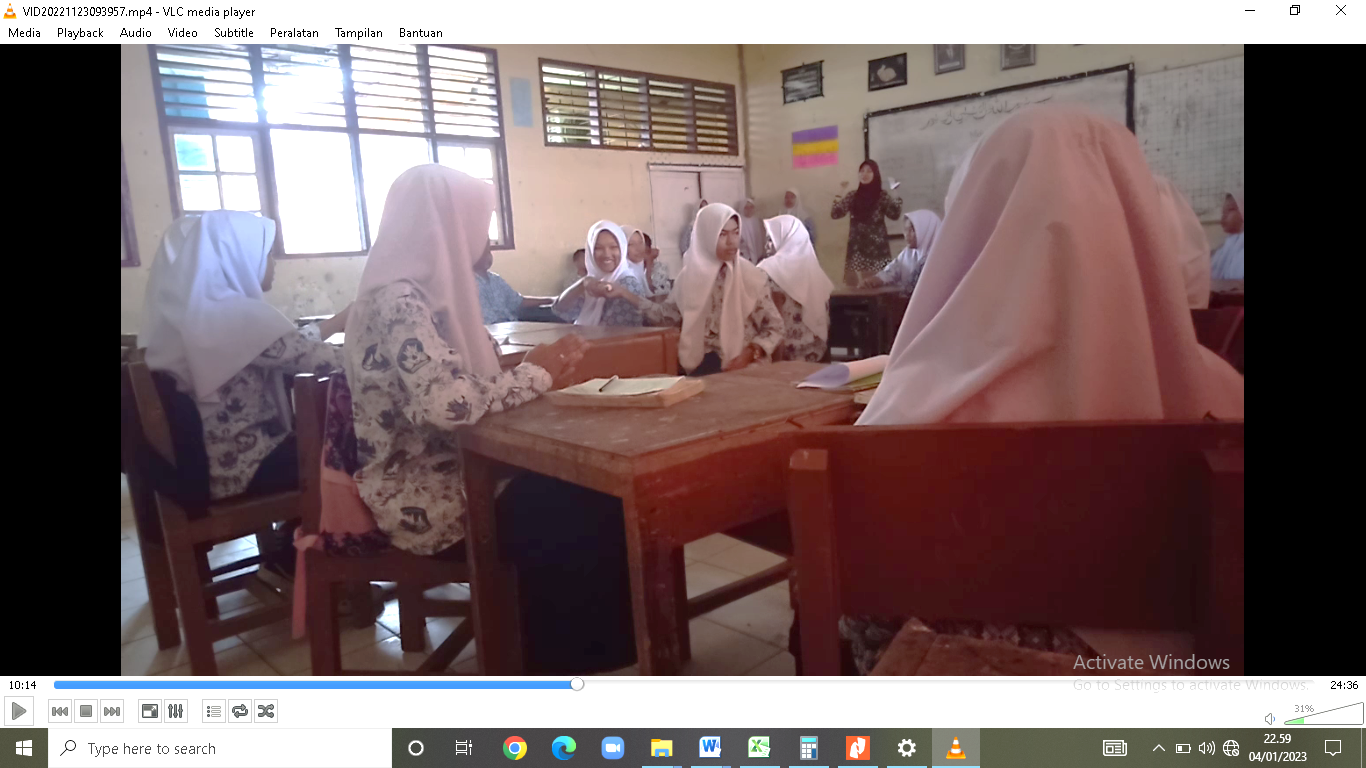 VID20221123093957.mp4 - VLC media player
Media Playback Audio Video Subtitle Peralatan Tampilan Bantuan
Activate Windows
Go to Settings to activate Windows.
10:14
24:36
31%
Type here to search
22.59
04/01/2023